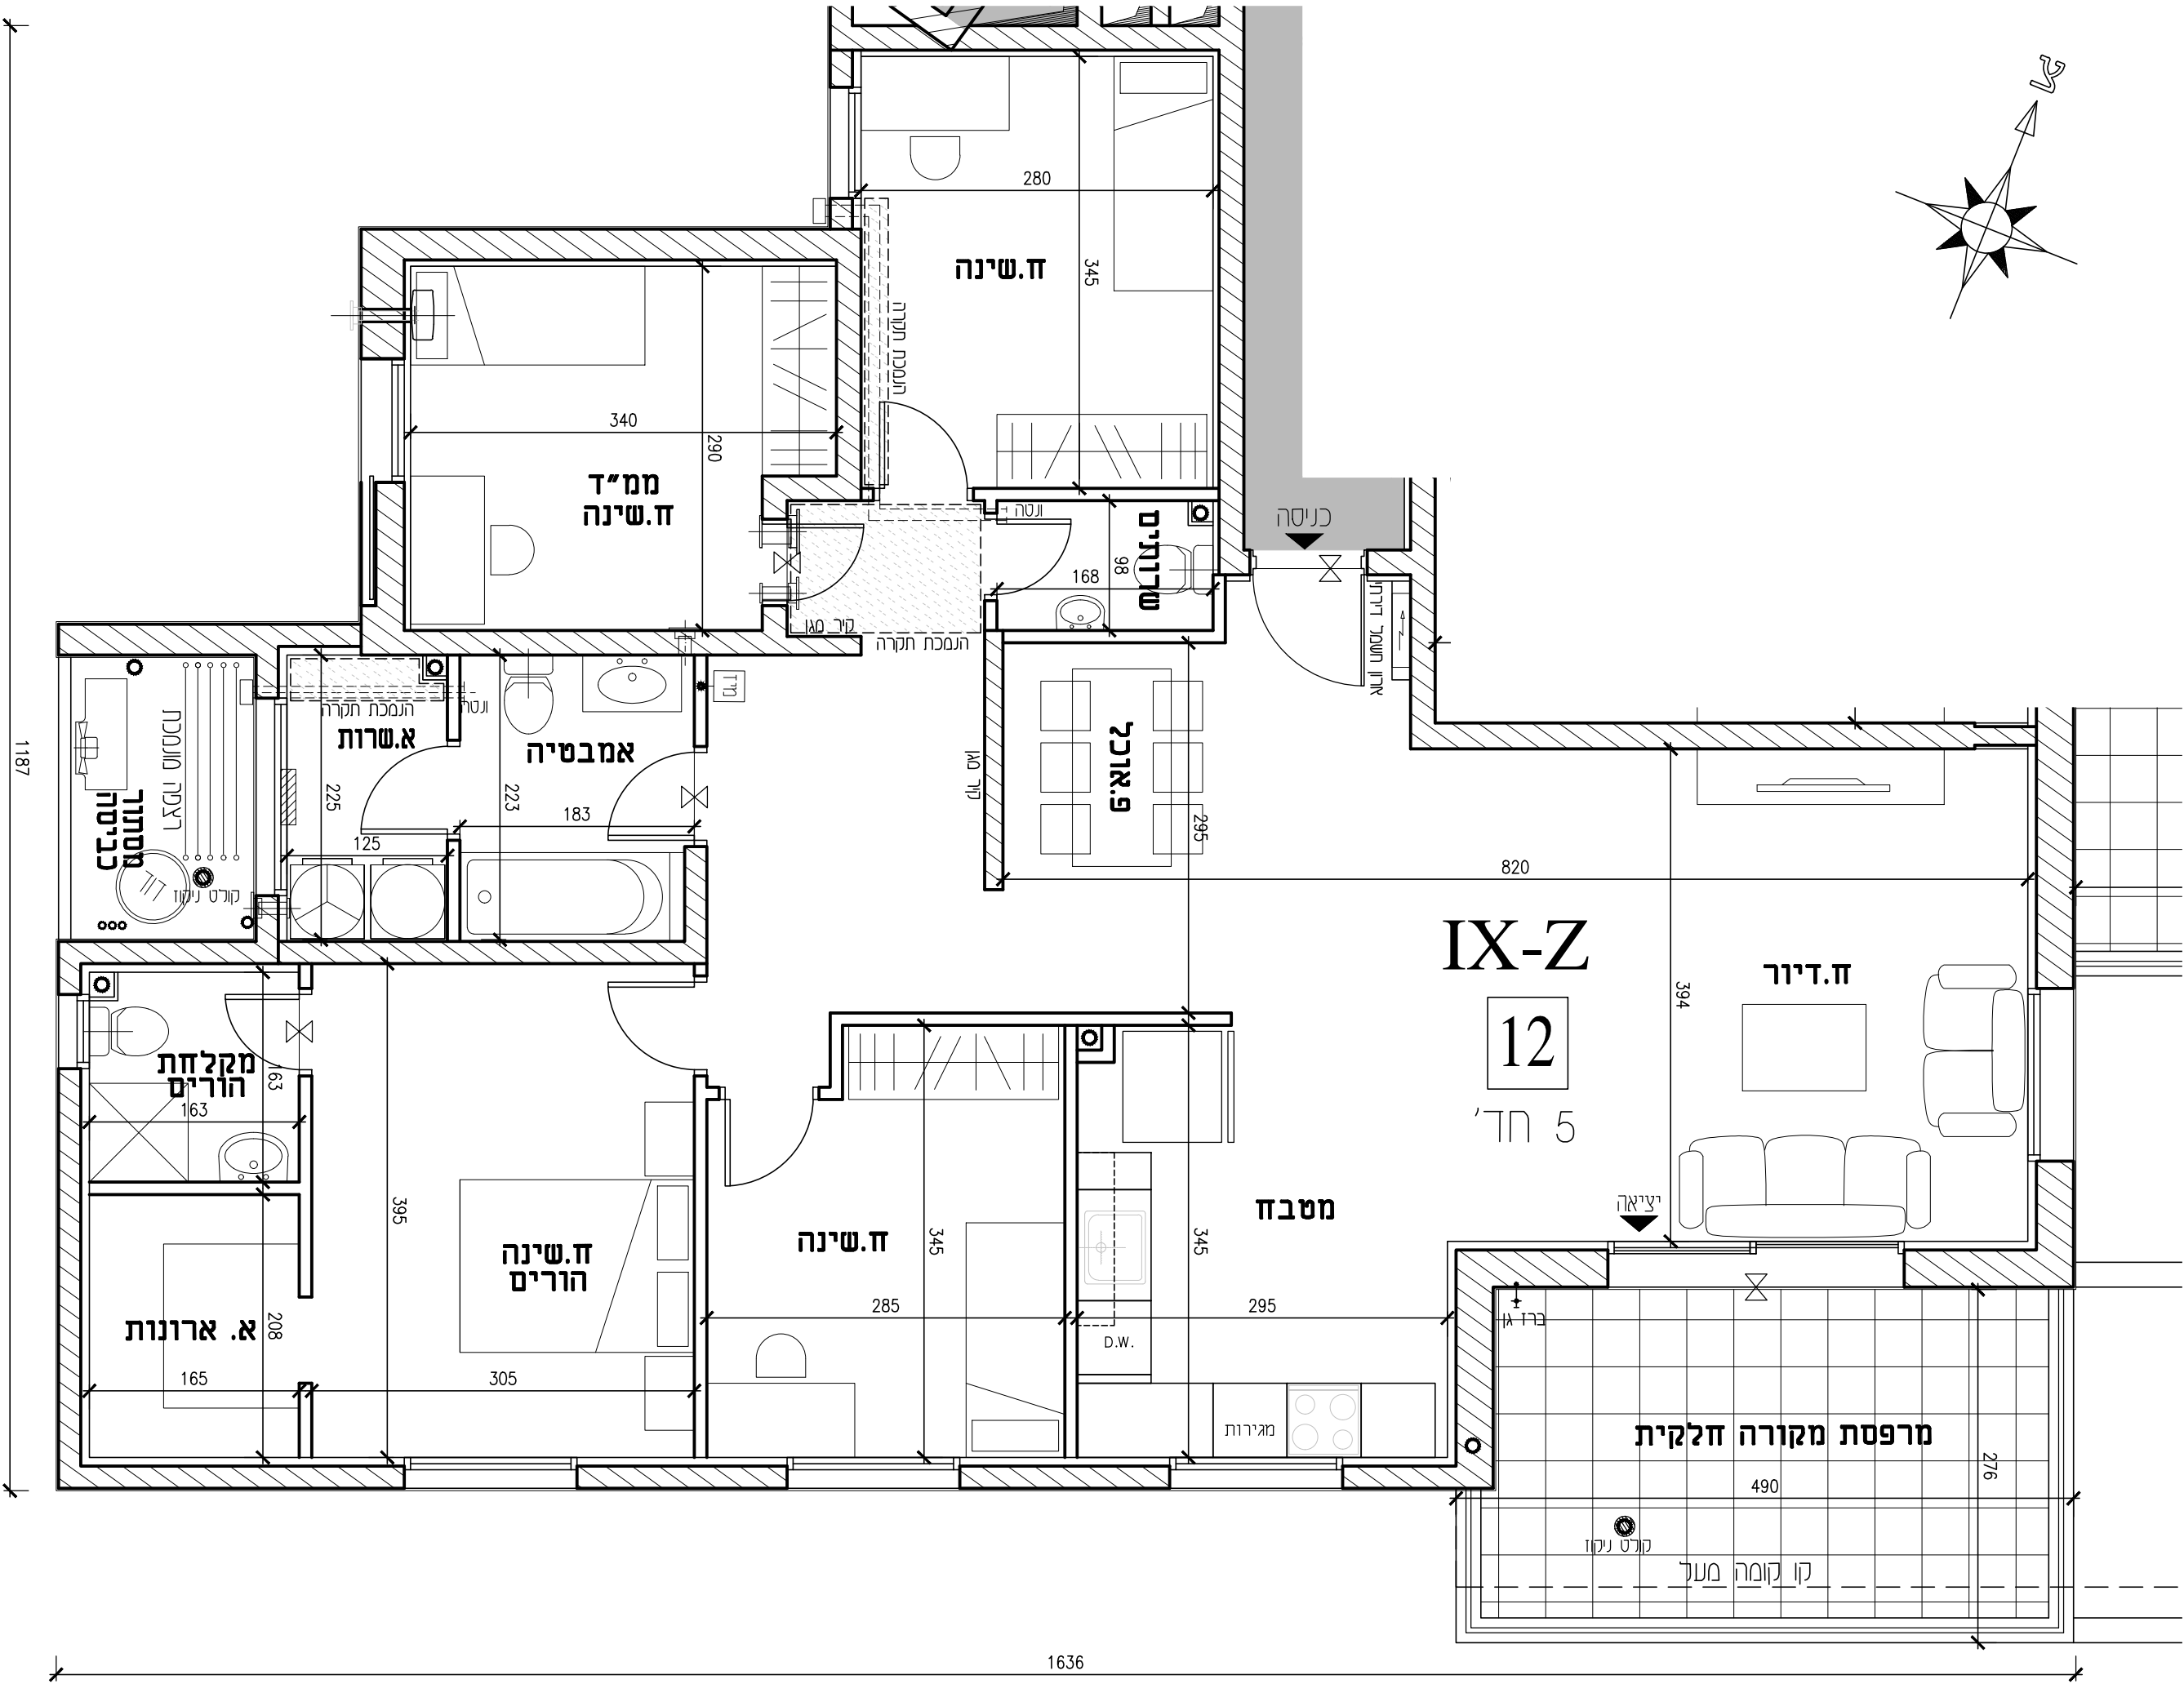 צ
280
ח.שינה
345
הנמכת תקרה
340
290
ממ״ד
ח.שינה
ונטה
שרותים
98
168
כניסה
ארון חשמל דירתי
קיר מגן
הנמכת תקרה
הנמכת תקרה
ונטה
א.שרות
225
125
אמבטיה
223
183
קיר מגן
פ.אוכל
295
820
1187
רצפה מונמכת
מסתור
כביסה
דוד
קולט ניקוז
IX-Z
12
5 חד'
394
ח.דיור
מקלחת
הורים
163
163
395
ח.שינה
הורים
א. ארונות
208
165
305
ח.שינה
345
285
345
מטבח
295
D.W.
מגירות
יציאה
ברז גן
מרפסת מקורה חלקית
276
490
קולט ניקוז
קו קומה מעל
1636